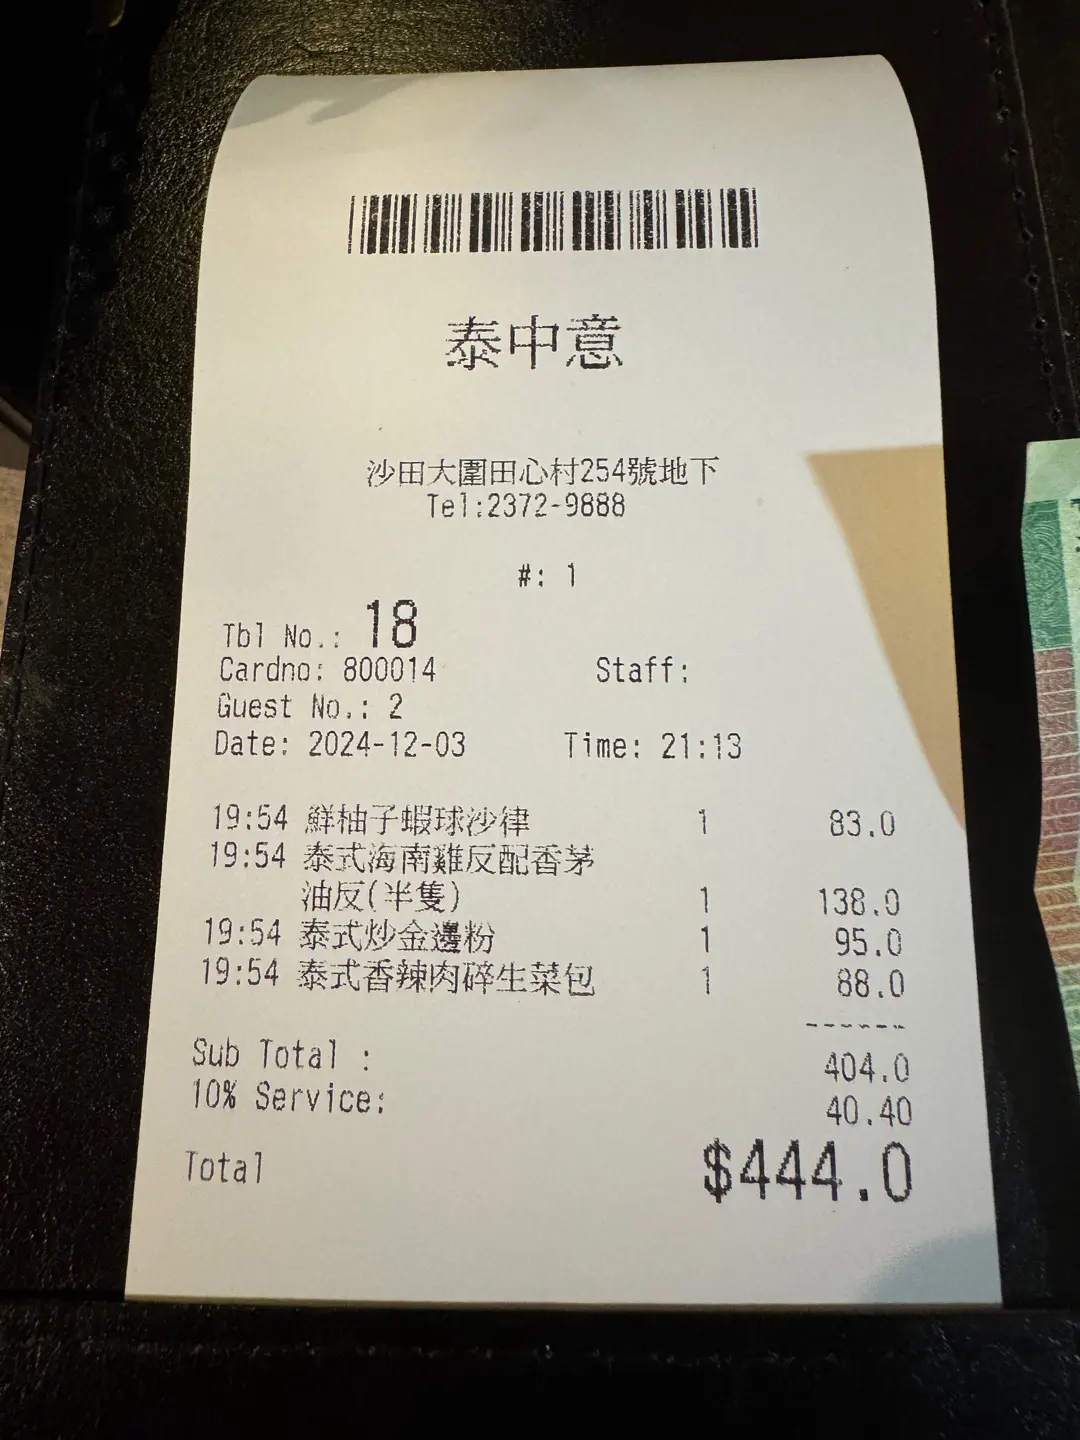 泰中意
沙田大圍田心村254號地下
Tel:2372-9888
#: 1
Tbl No.: 18
Cardno: 800014 Staff:
Guest No.: 2
Date: 2024-12-03 Time: 21:13
19:54 鮮柚子蝦球沙律 1 83.0
19:54 泰式海南雞反配香茅
油反(半隻) 1 138.0
19:54 泰式炒金邊粉 1 95.0
19:54 泰式香辣肉碎生菜包 1 88.0
------
Sub Total : 404.0
10% Service: 40.40
Total $444.0